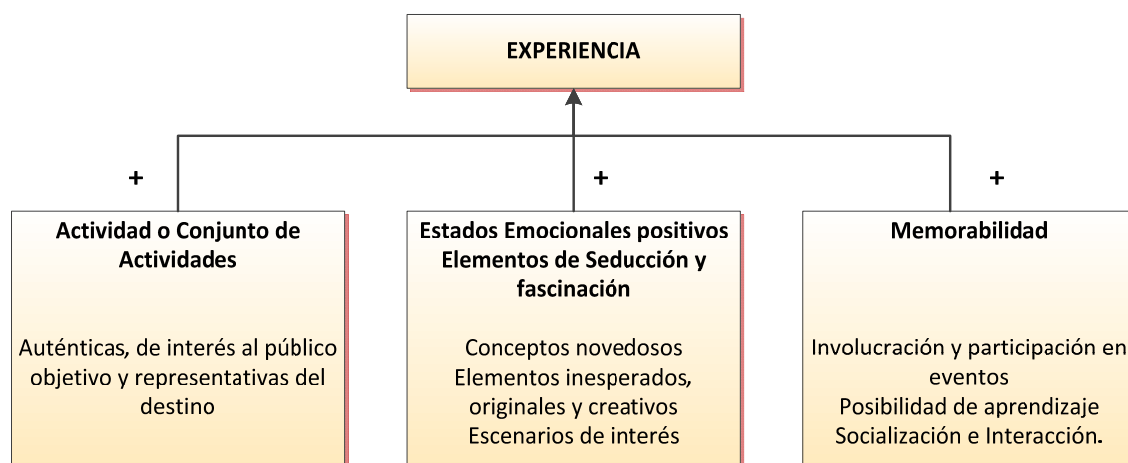 EXPERIENCIA
+
+
+
Actividad o Conjunto de
Actividades
Auténticas, de interés al público
objetivo y representativas del
destino
Estados Emocionales positivos
Elementos de Seducción y
fascinación
Conceptos novedosos
Elementos inesperados,
originales y creativos
Escenarios de interés
Memorabilidad
Involucración y participación en
eventos
Posibilidad de aprendizaje
Socialización e Interacción.